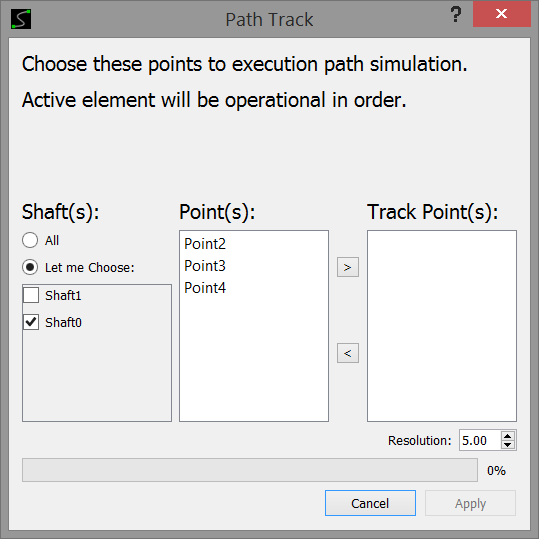 Path Track
?
Choose these points to execution path simulation.
Active element will be operational in order.
Shaft(s): Point(s): Track Point(s):
All
Let me Choose:
Shaft1
Shaft0
Point2
Point3
Point4
>
<
Resolution: 5.00
0%
Cancel Apply